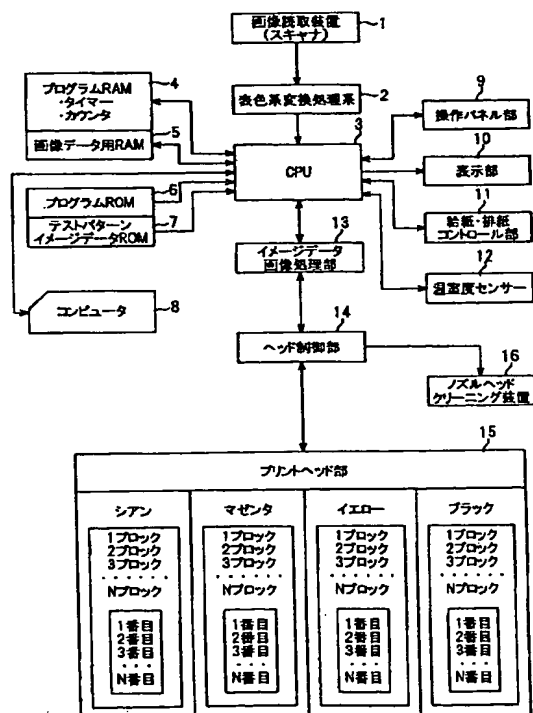 画像読取装置
(スキャナ)
1
表色系変換処理系
2
プログラムRAM
・タイマー
・カウンタ
4
画像データ用RAM
5
CPU
3
操作パネル部
9
表示部
10
プログラムROM
6
テストパターン
イメージデータROM
7
給紙・排紙
コントロール部
11
温室度センサー
12
イメージデータ
画像処理部
13
コンピュータ
8
ヘッド制御部
14
ノズルヘッド
クリーニング装置
16
プリントヘッド部
15
シアン
1ブロック
2ブロック
3ブロック
・・・・・
Nブロック
1番目
2番目
3番目
・・・
N番目
マゼンタ
1ブロック
2ブロック
3ブロック
・・・・・
Nブロック
1番目
2番目
3番目
・・・
N番目
イエロー
1ブロック
2ブロック
3ブロック
・・・・・
Nブロック
1番目
2番目
3番目
・・・
N番目
ブラック
1ブロック
2ブロック
3ブロック
・・・・・
Nブロック
1番目
2番目
3番目
・・・
N番目